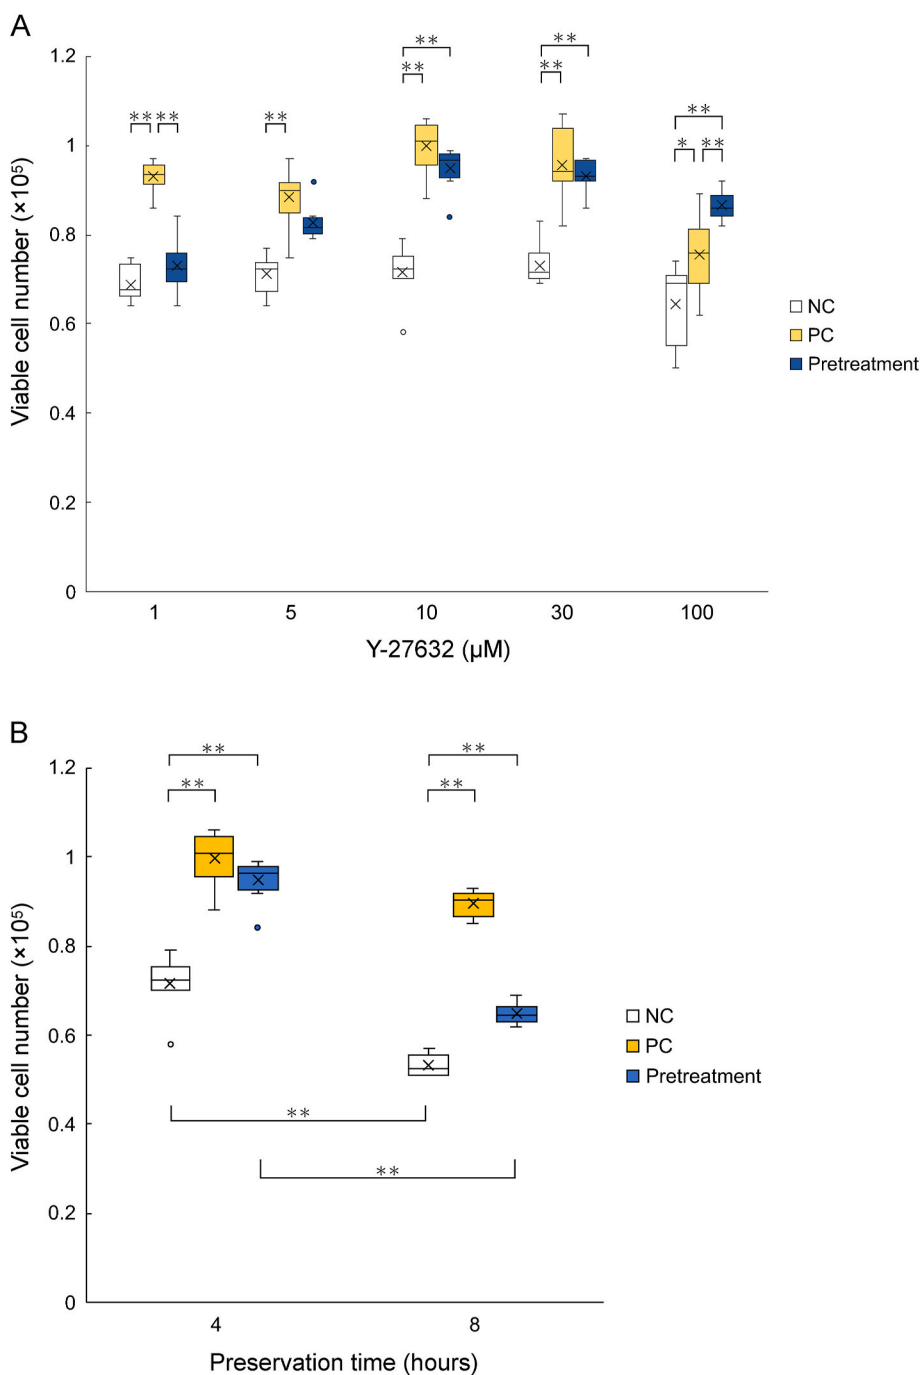 A
1.2
1
0.8
0.6
0.4
0.2
0
Viable cell number (×10⁵)
** **
**
**
**
**
**
**
* **
1 5 10 30 100
Y-27632 (µM)
NC
PC
Pretreatment
B
1.2
1
0.8
0.6
0.4
0.2
0
Viable cell number (×10⁵)
** **
** **
**
**
4 8
Preservation time (hours)
NC
PC
Pretreatment